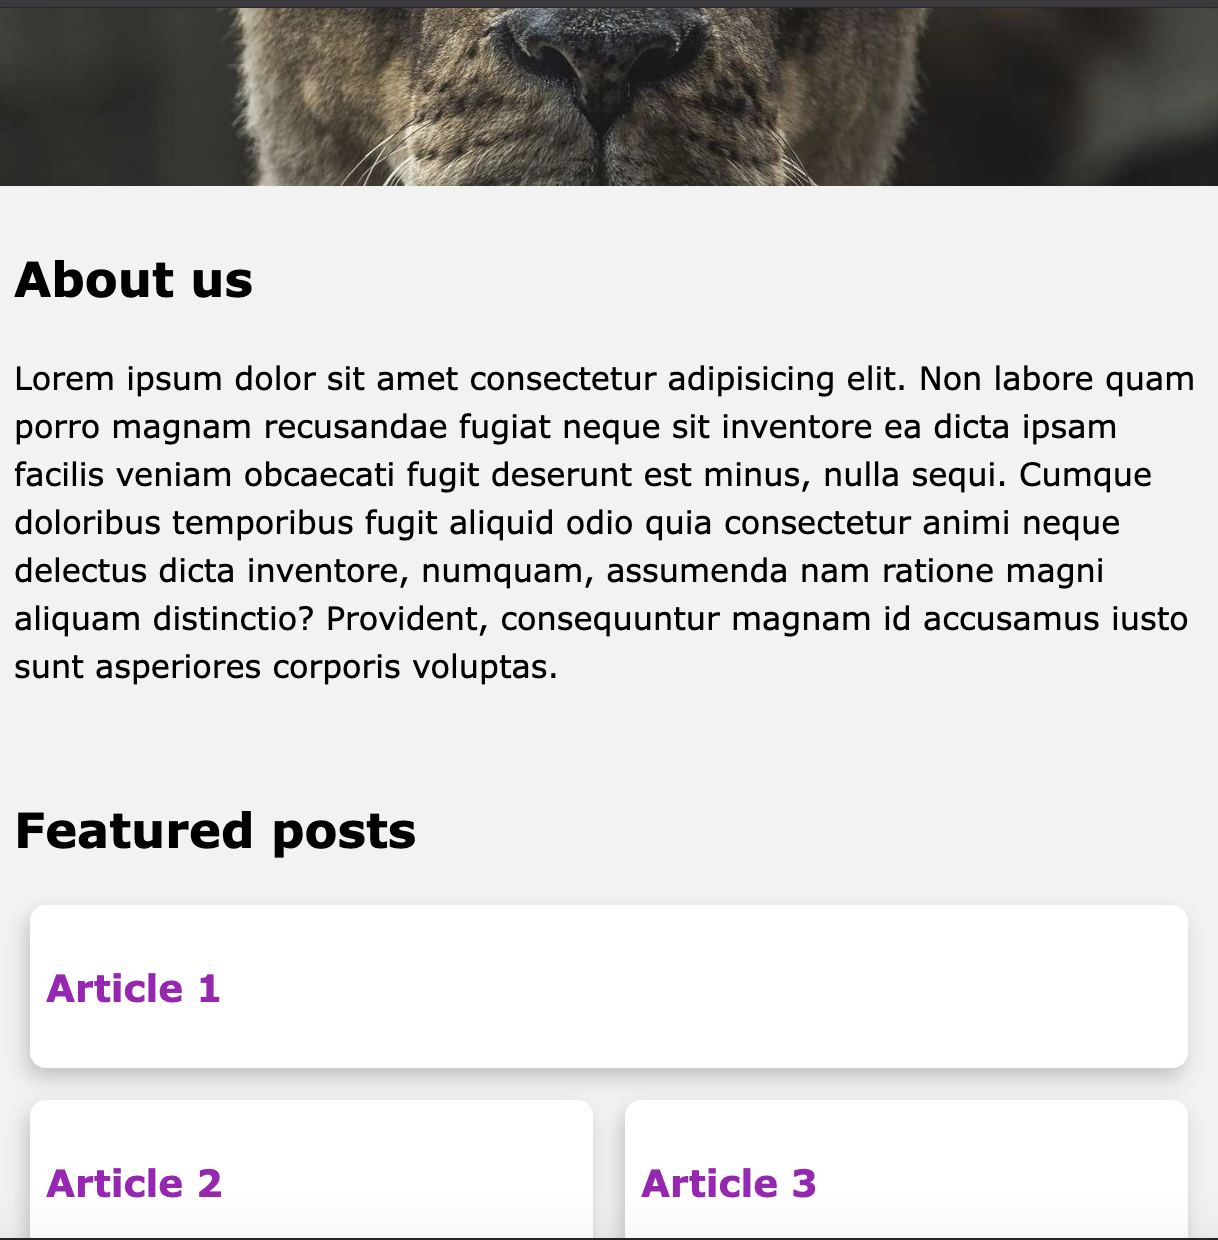 About us
Lorem ipsum dolor sit amet consectetur adipisicing elit. Non labore quam
porro magnam recusandae fugiat neque sit inventore ea dicta ipsam
facilis veniam obcaecati fugit deserunt est minus, nulla sequi. Cumque
doloribus temporibus fugit aliquid odio quia consectetur animi neque
delectus dicta inventore, numquam, assumenda nam ratione magni
aliquam distinctio? Provident, consequuntur magnam id accusamus iusto
sunt asperiores corporis voluptas.
Featured posts
Article 1
Article 2
Article 3